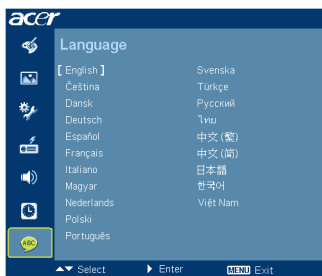 acer
Language
[ English ]
Čeština
Dansk
Deutsch
Español
Français
Italiano
Magyar
Nederlands
Polski
Português
Svenska
Türkçe
Русский
ไทย
中文 (繁)
中文 (简)
日本語
한국어
Việt Nam
ABC
▲▼ Select ▶ Enter MENU Exit